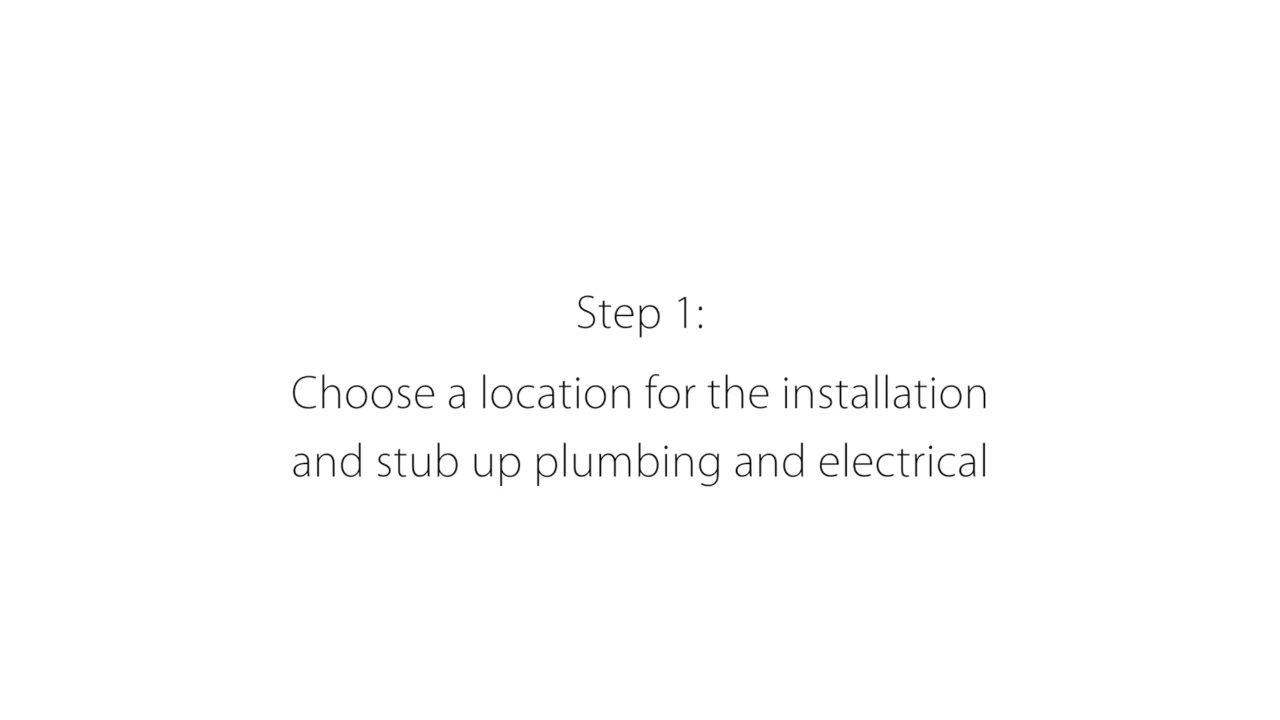 Step 1:
Choose a location for the installation
and stub up plumbing and electrical